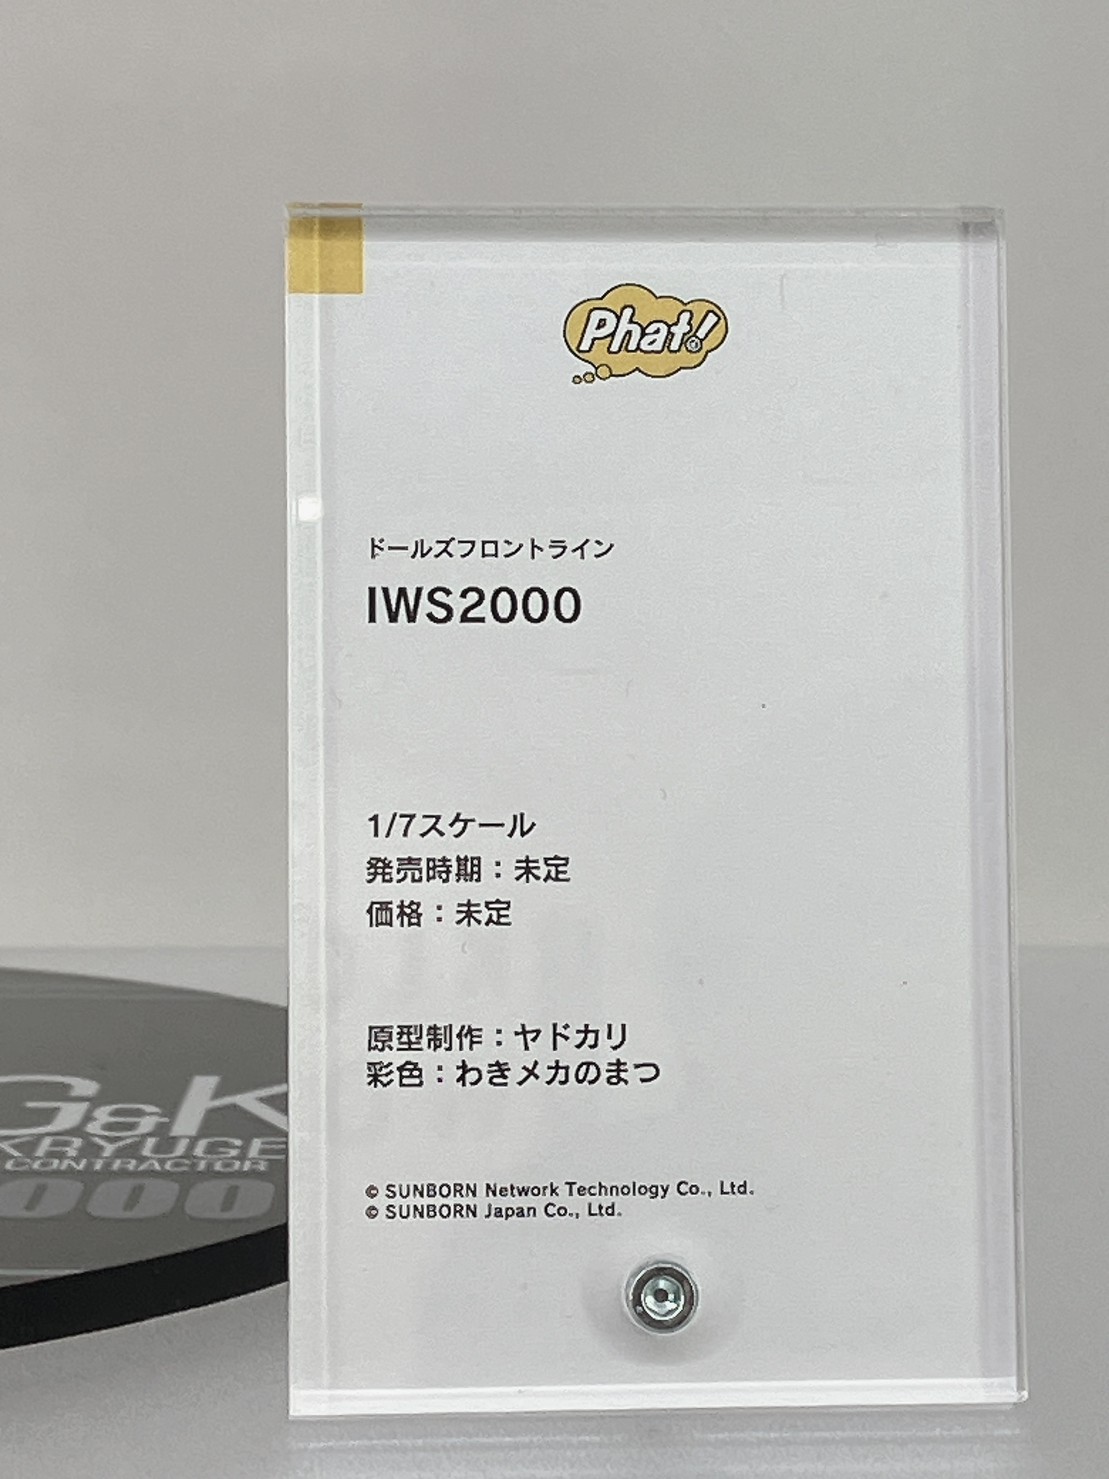 Phat!
ドールズフロントライン
IWS2000
1/7スケール
発売時期：未定
価格：未定
原型制作：ヤドカリ
彩色：わきメカのまつ
© SUNBORN Network Technology Co., Ltd.
© SUNBORN Japan Co., Ltd.
G&K
KRYUGE
CONTRACTOR
000